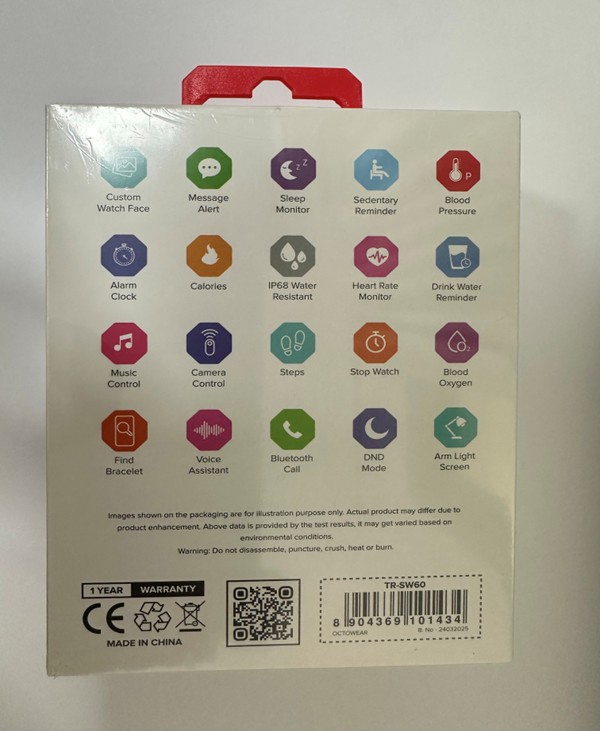 Custom
Watch Face
Message
Alert
Z Z
Sleep
Monitor
Sedentary
Reminder
P
Blood
Pressure
Alarm
Clock
Calories
IP68 Water
Resistant
Heart Rate
Monitor
Drink Water
Reminder
Music
Control
Camera
Control
Steps
Stop Watch
O2
Blood
Oxygen
Find
Bracelet
Voice
Assistant
Bluetooth
Call
DND
Mode
Arm Light
Screen
Images shown on the packaging are for illustration purpose only. Actual product may differ due to
product enhancement. Above data is provided by the test results, it may get varied based on
environmental conditions.
Warning: Do not disassemble, puncture, crush, heat or burn.
1 YEAR WARRANTY
CE
MADE IN CHINA
TR-SW60
8 904369 101434
OCTOWEAR B. No - 24032025